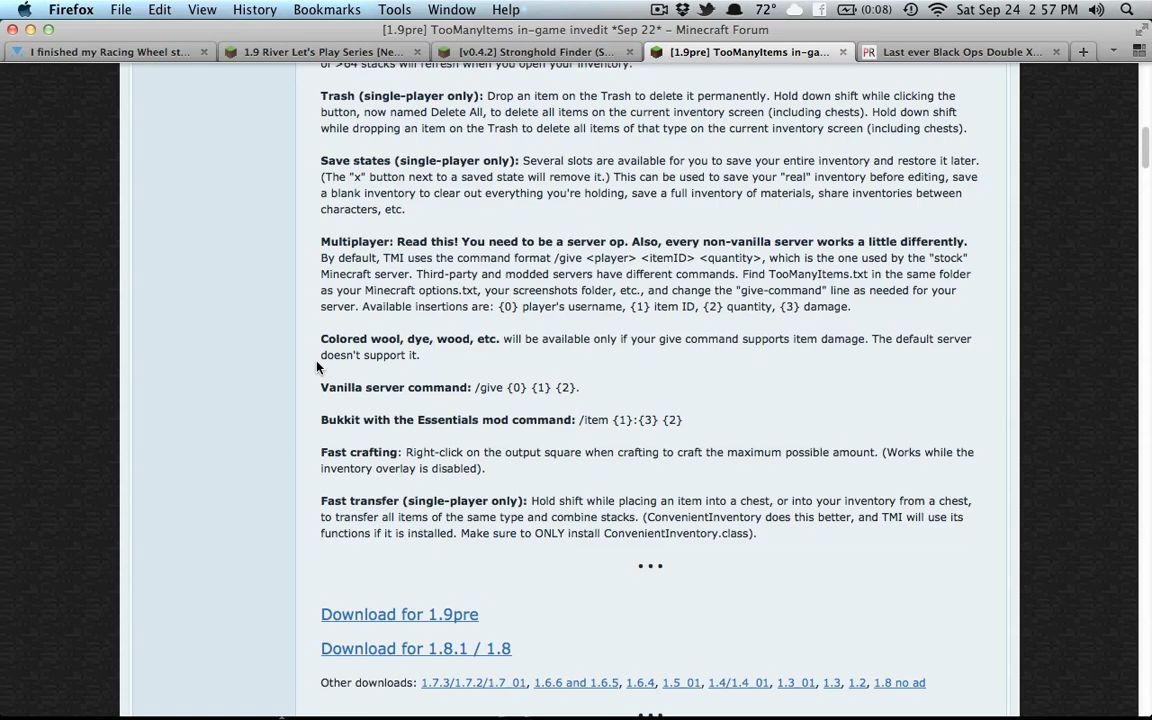 Firefox File Edit View History Bookmarks Tools Window Help 72° (0:08) Sat Sep 24 2:57 PM
[1.9pre] TooManyItems in-game invedit *Sep 22* – Minecraft Forum
I finished my Racing Wheel st... 1.9 River Let's Play Series [Ne... [v0.4.2] Stronghold Finder (S... [1.9pre] TooManyItems in-ga... PR Last ever Black Ops Double X...
or >64 stacks will refresh when you open your inventory.
Trash (single-player only): Drop an item on the Trash to delete it permanently. Hold down shift while clicking the
button, now named Delete All, to delete all items on the current inventory screen (including chests). Hold down shift
while dropping an item on the Trash to delete all items of that type on the current inventory screen (including chests).
Save states (single-player only): Several slots are available for you to save your entire inventory and restore it later.
(The "x" button next to a saved state will remove it.) This can be used to save your "real" inventory before editing, save
a blank inventory to clear out everything you're holding, save a full inventory of materials, share inventories between
characters, etc.
Multiplayer: Read this! You need to be a server op. Also, every non-vanilla server works a little differently.
By default, TMI uses the command format /give <player> <itemID> <quantity>, which is the one used by the "stock"
Minecraft server. Third-party and modded servers have different commands. Find TooManyItems.txt in the same folder
as your Minecraft options.txt, your screenshots folder, etc., and change the "give-command" line as needed for your
server. Available insertions are: {0} player's username, {1} item ID, {2} quantity, {3} damage.
Colored wool, dye, wood, etc. will be available only if your give command supports item damage. The default server
doesn't support it.
Vanilla server command: /give {0} {1} {2}.
Bukkit with the Essentials mod command: /item {1}:{3} {2}
Fast crafting: Right-click on the output square when crafting to craft the maximum possible amount. (Works while the
inventory overlay is disabled).
Fast transfer (single-player only): Hold shift while placing an item into a chest, or into your inventory from a chest,
to transfer all items of the same type and combine stacks. (ConvenientInventory does this better, and TMI will use its
functions if it is installed. Make sure to ONLY install ConvenientInventory.class).
• • •
Download for 1.9pre
Download for 1.8.1 / 1.8
Other downloads: 1.7.3/1.7.2/1.7_01, 1.6.6 and 1.6.5, 1.6.4, 1.5_01, 1.4/1.4_01, 1.3_01, 1.3, 1.2, 1.8 no ad
• • •